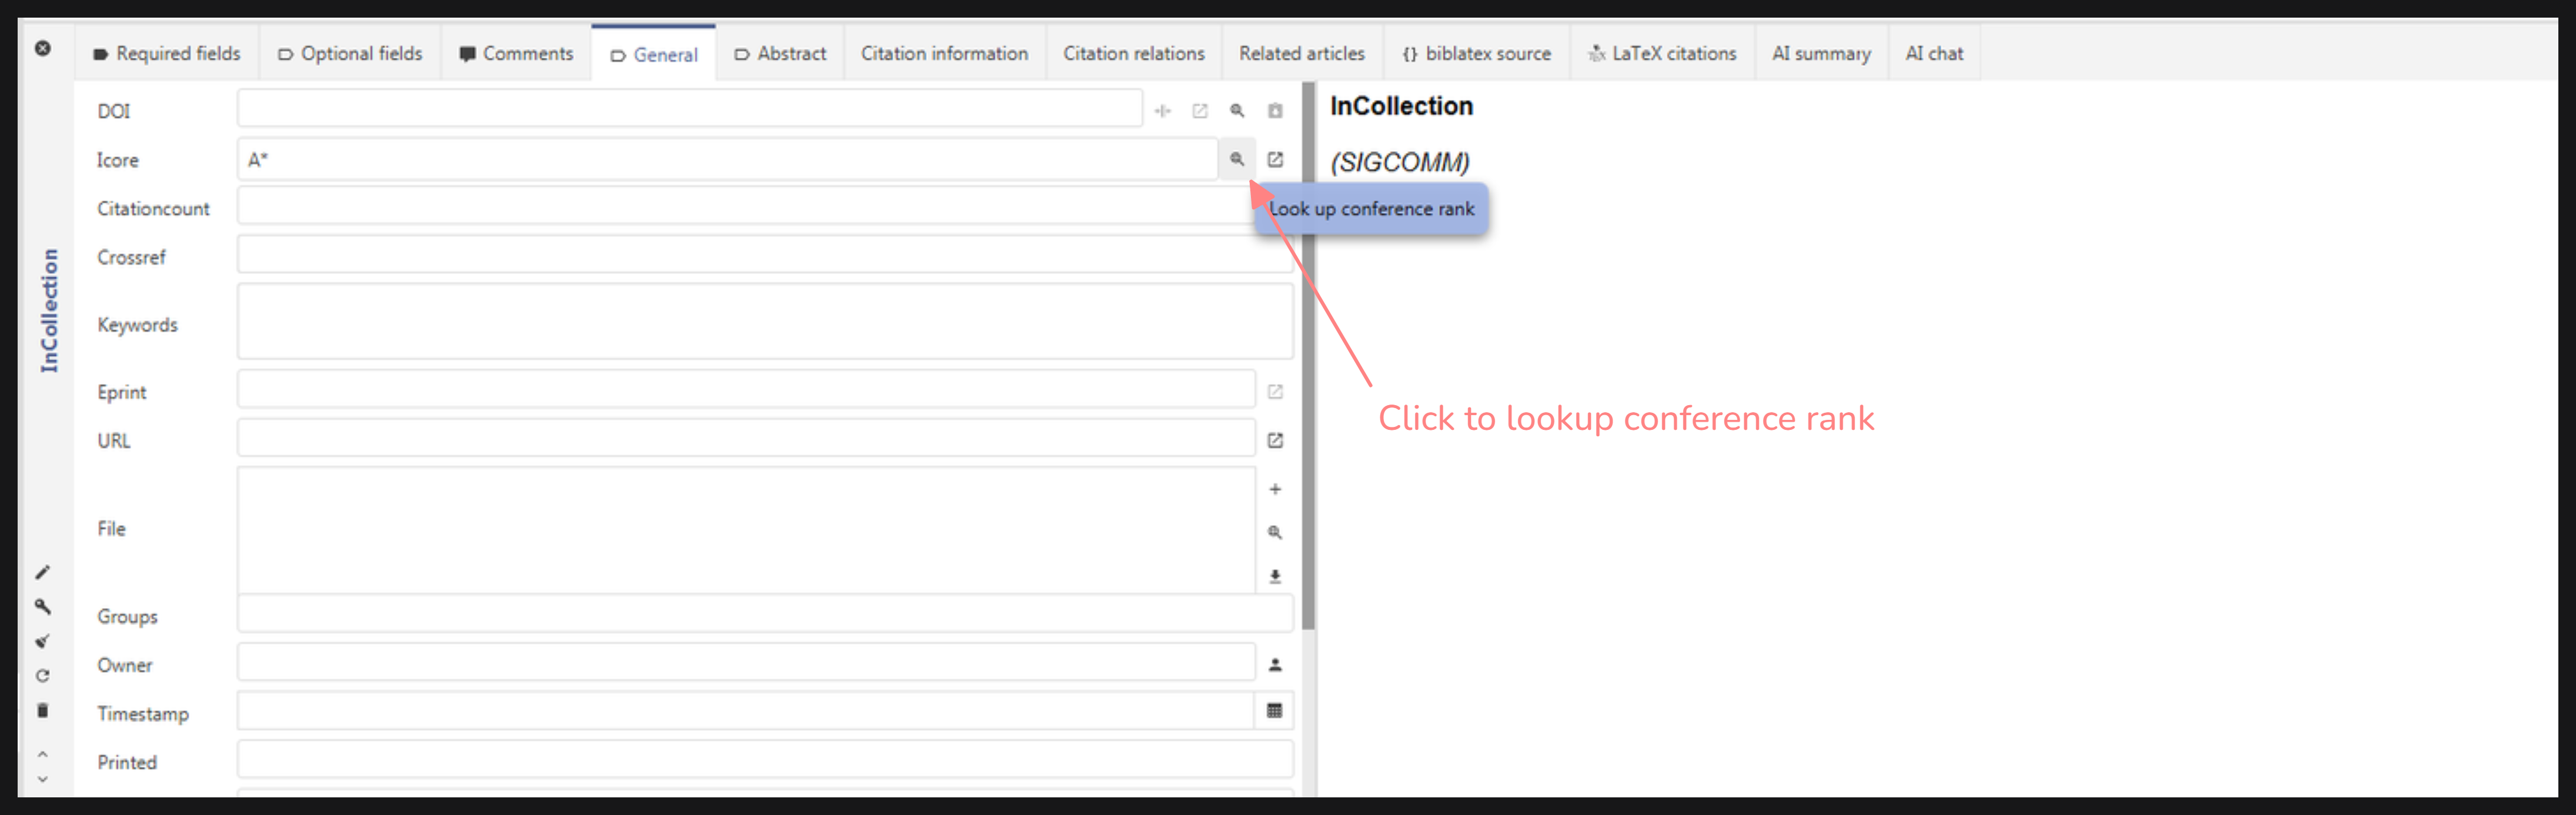 Required fields
Optional fields
Comments
General
Abstract
Citation information
Citation relations
Related articles
{} biblatex source
LaTeX citations
AI summary
AI chat
InCollection
DOI
Icore
A*
Citationcount
Crossref
Keywords
Eprint
URL
File
Groups
Owner
Timestamp
Printed
InCollection
(SIGCOMM)
Look up conference rank
Click to lookup conference rank